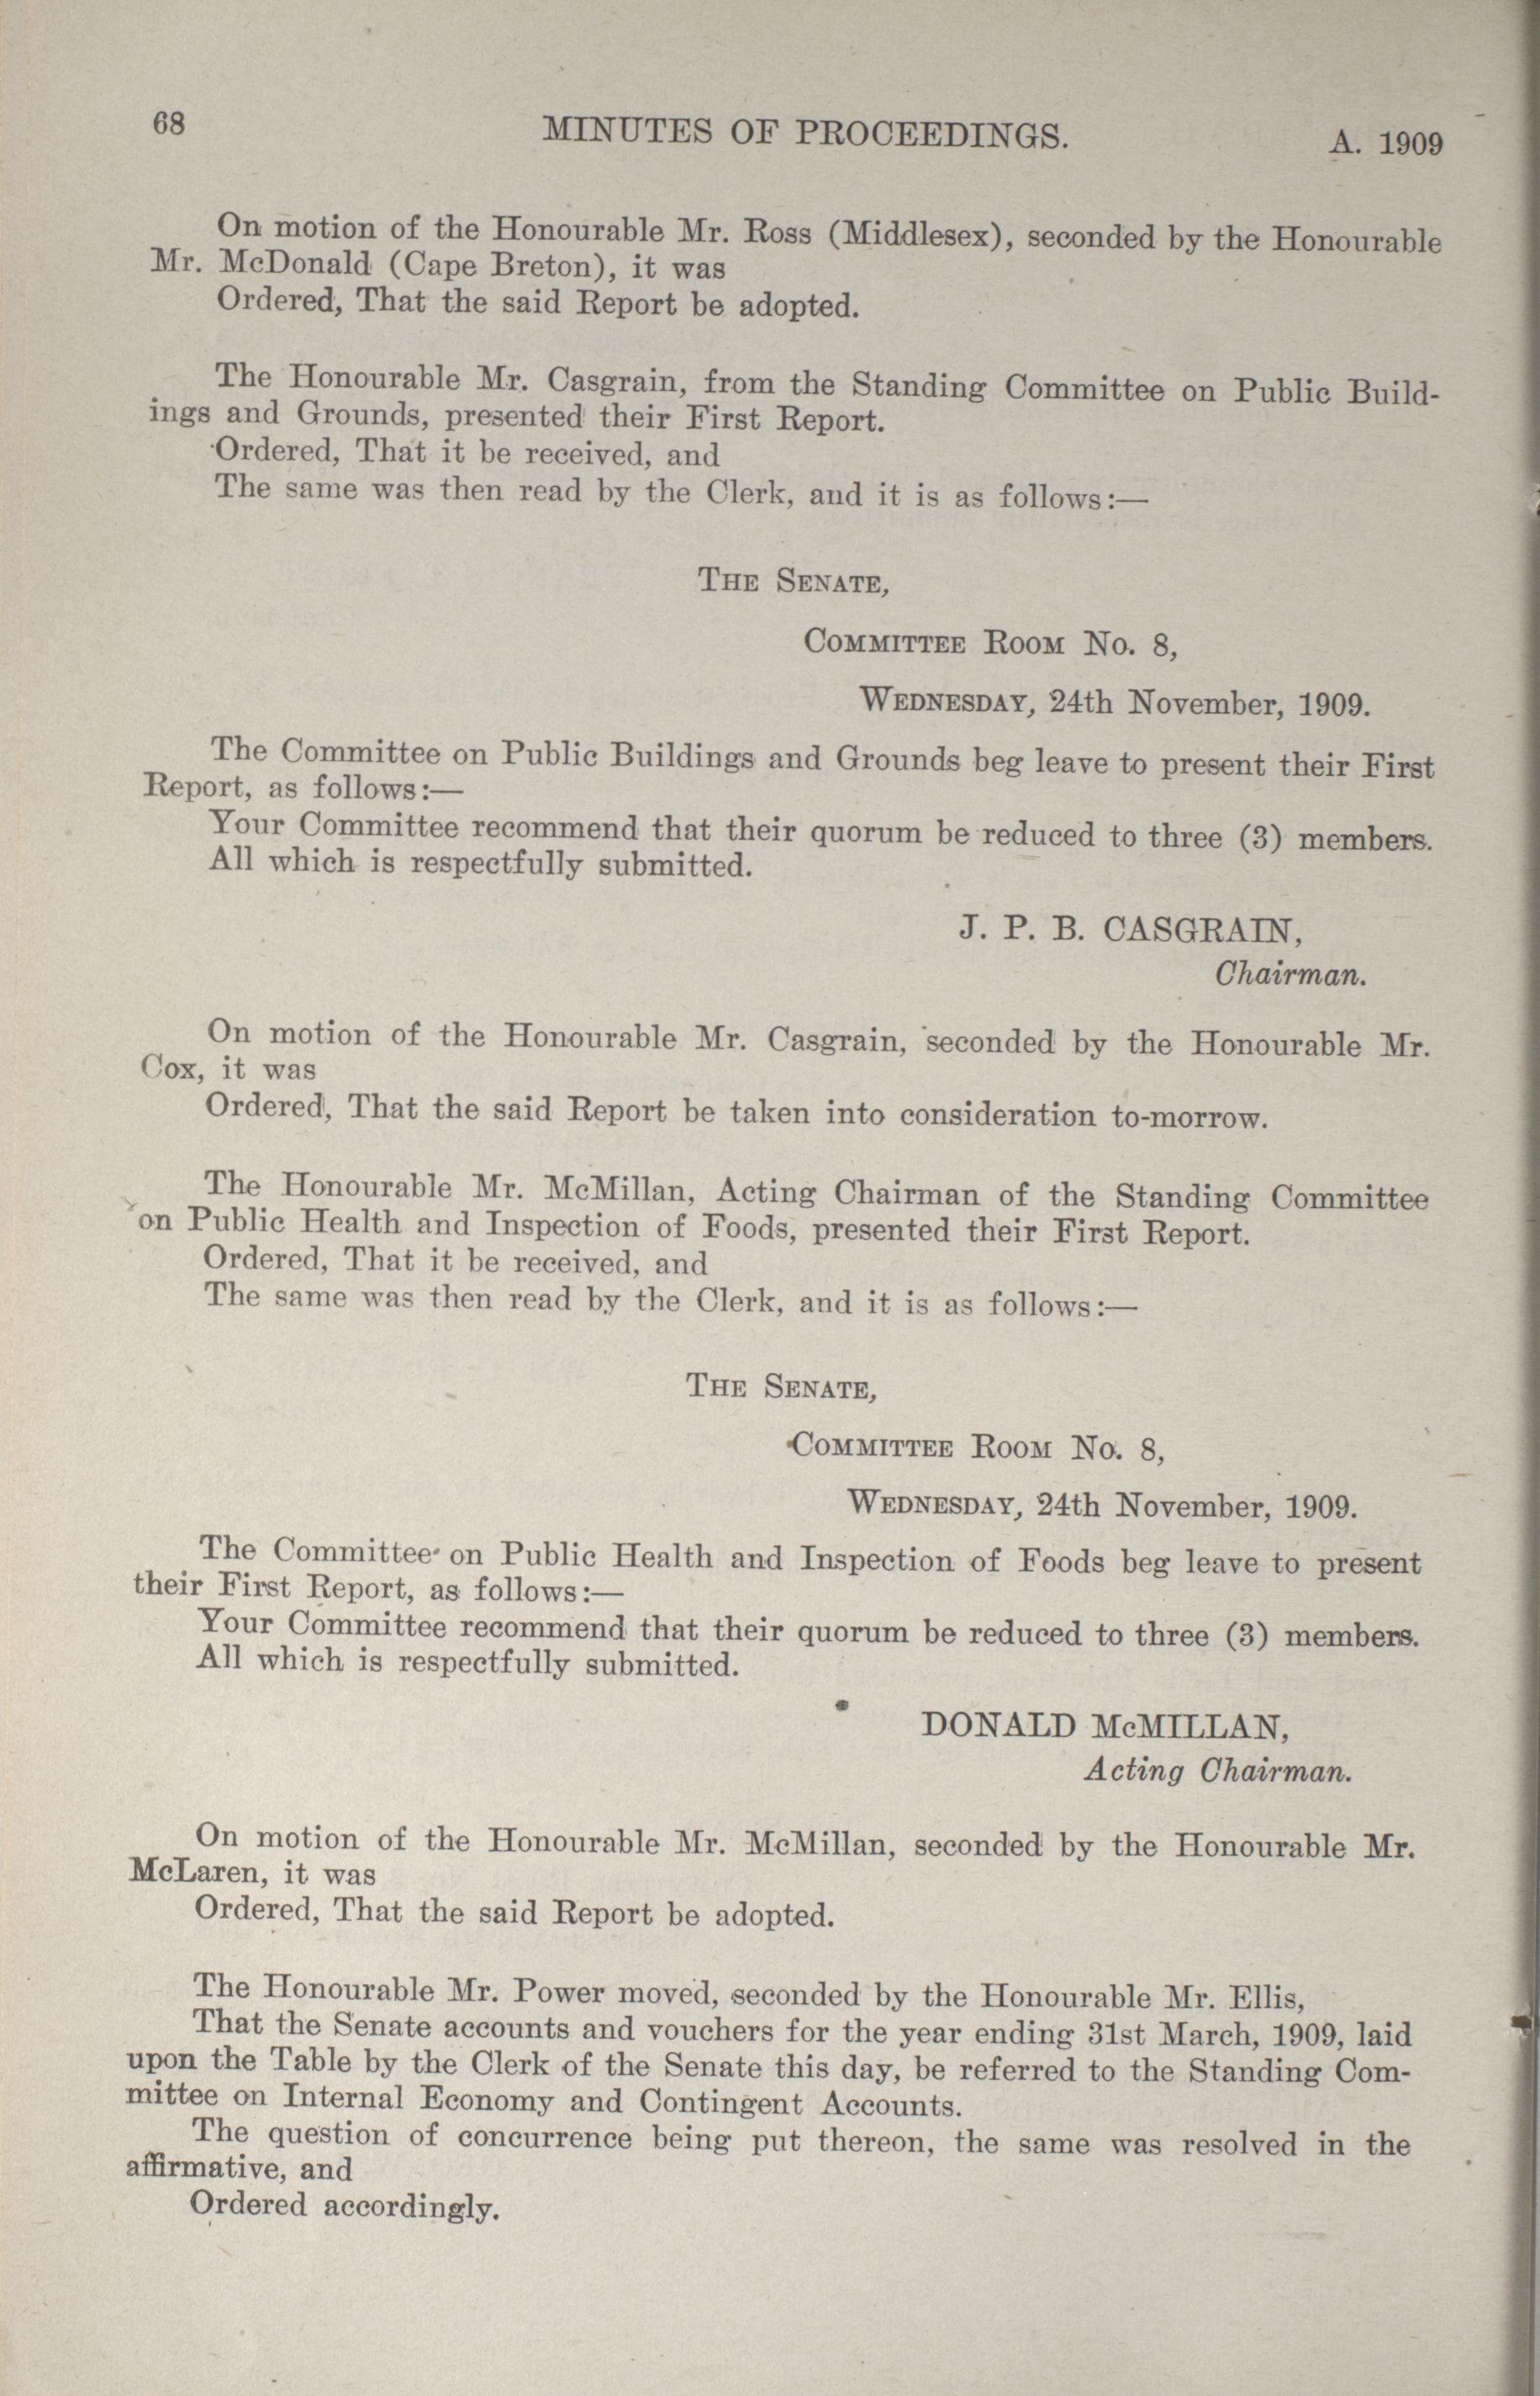 68
MINUTES OF PROCEEDINGS.
A. 1909
On motion of the Honourable Mr. Ross (Middlesex), seconded by the Honourable
Mr. McDonald (Cape Breton), it was
Ordered, That the said Report be adopted.
The Honourable Mr. Casgrain, from the Standing Committee on Public Build-
ings and Grounds, presented their First Report.
Ordered, That it be received, and
The same was then read by the Clerk, and it is as follows:—
THE SENATE,
COMMITTEE ROOM No. 8,
WEDNESDAY, 24th November, 1909.
The Committee on Public Buildings and Grounds beg leave to present their First
Report, as follows:—
Your Committee recommend that their quorum be reduced to three (3) members.
All which is respectfully submitted.
J. P. B. CASGRAIN,
Chairman.
On motion of the Honourable Mr. Casgrain, seconded by the Honourable Mr.
Cox, it was
Ordered, That the said Report be taken into consideration to-morrow.
The Honourable Mr. McMillan, Acting Chairman of the Standing Committee
on Public Health and Inspection of Foods, presented their First Report.
Ordered, That it be received, and
The same was then read by the Clerk, and it is as follows:—
THE SENATE,
COMMITTEE ROOM No. 8,
WEDNESDAY, 24th November, 1909.
The Committee on Public Health and Inspection of Foods beg leave to present
their First Report, as follows:—
Your Committee recommend that their quorum be reduced to three (3) members.
All which is respectfully submitted.
DONALD McMILLAN,
Acting Chairman.
On motion of the Honourable Mr. McMillan, seconded by the Honourable Mr.
McLaren, it was
Ordered, That the said Report be adopted.
The Honourable Mr. Power moved, seconded by the Honourable Mr. Ellis,
That the Senate accounts and vouchers for the year ending 31st March, 1909, laid
upon the Table by the Clerk of the Senate this day, be referred to the Standing Com-
mittee on Internal Economy and Contingent Accounts.
The question of concurrence being put thereon, the same was resolved in the
affirmative, and
Ordered accordingly.